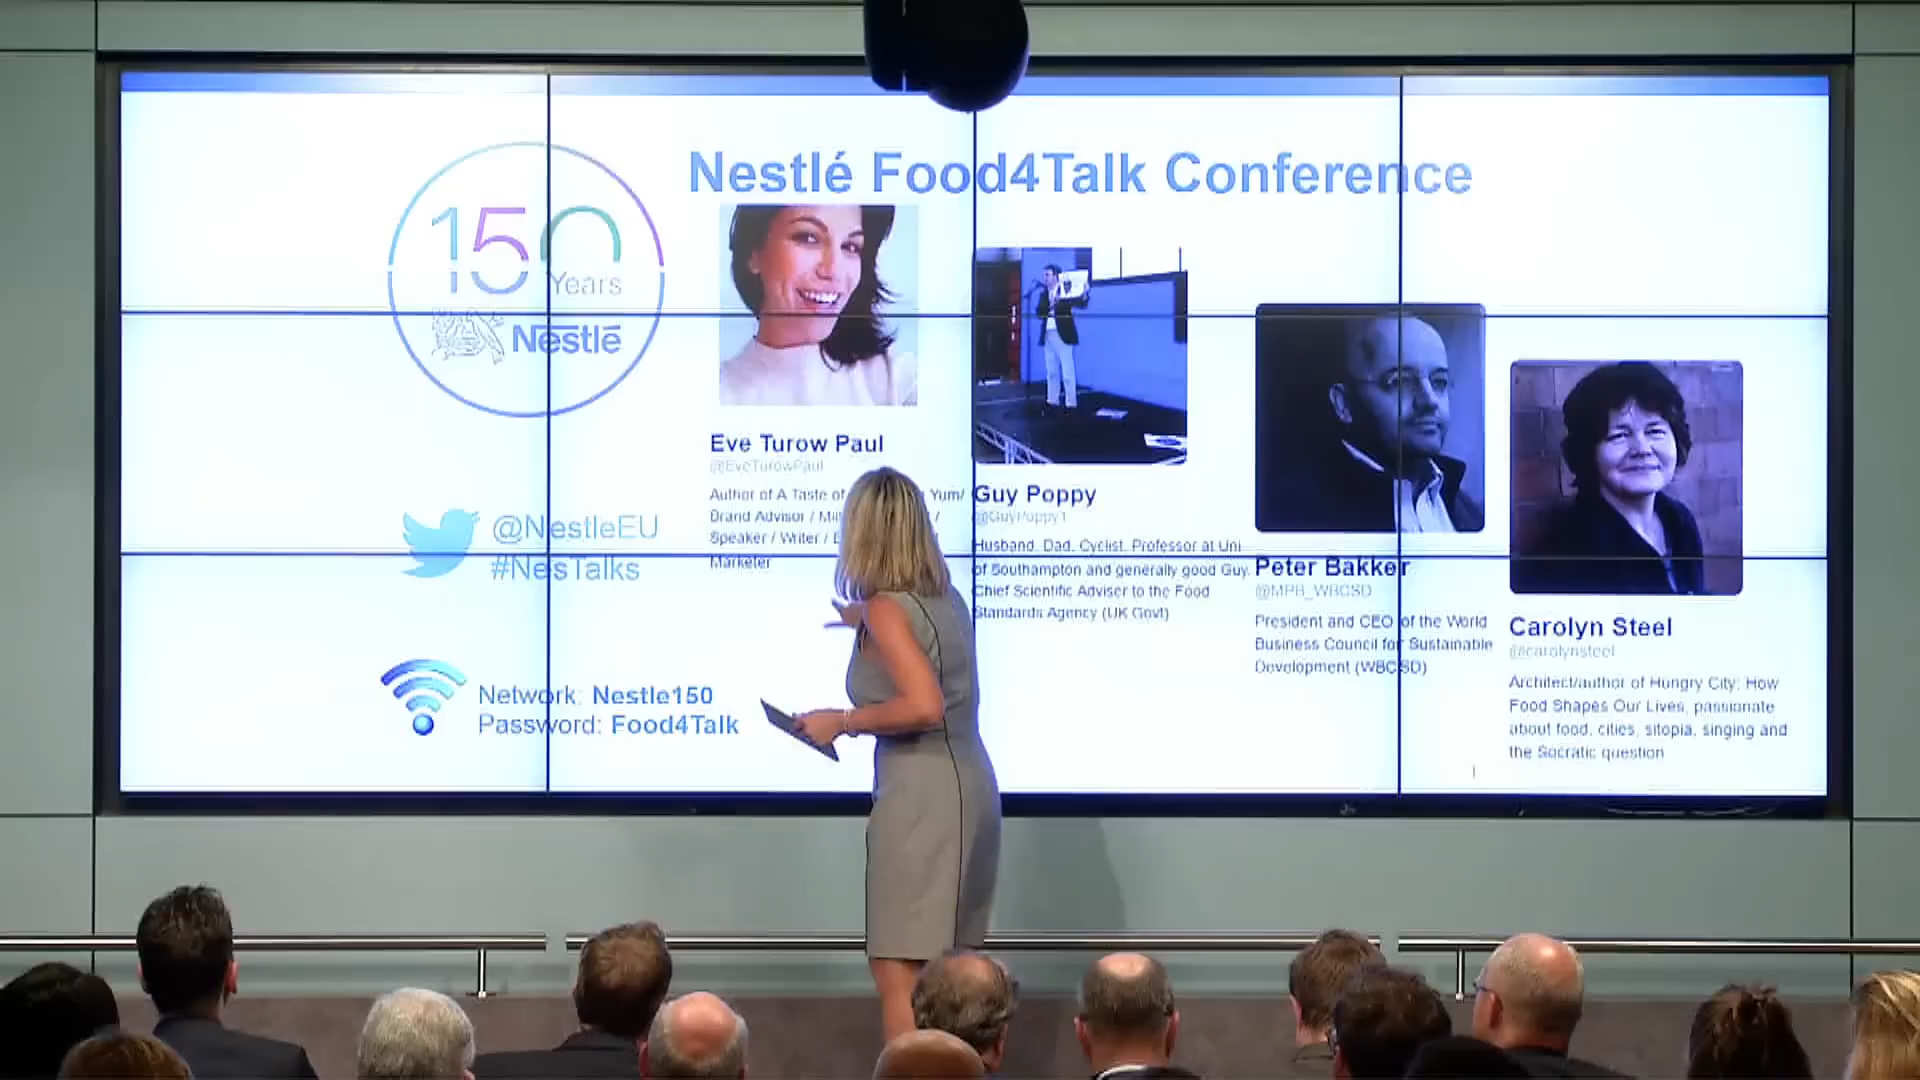 Nestlé Food4Talk Conference
150
Years
Nestlé
@NestleEU
#NesTalks
Network: Nestle150
Password: Food4Talk
Eve Turow Paul
@EveTurowPaul
Author of A Taste of Yum/
Brand Advisor /
Speaker / Writer /
Marketer
Guy Poppy
@GuyPoppy1
Husband, Dad, Cyclist, Professor at Uni
of Southampton and generally good Guy.
Chief Scientific Adviser to the Food
Standards Agency (UK Govt)
Peter Bakker
@MPB_WBCSD
President and CEO of the World
Business Council for Sustainable
Development (WBCSD)
Carolyn Steel
@carolynsteel
Architect/author of Hungry City: How
Food Shapes Our Lives, passionate
about food, cities, sitopia, singing and
the Socratic question